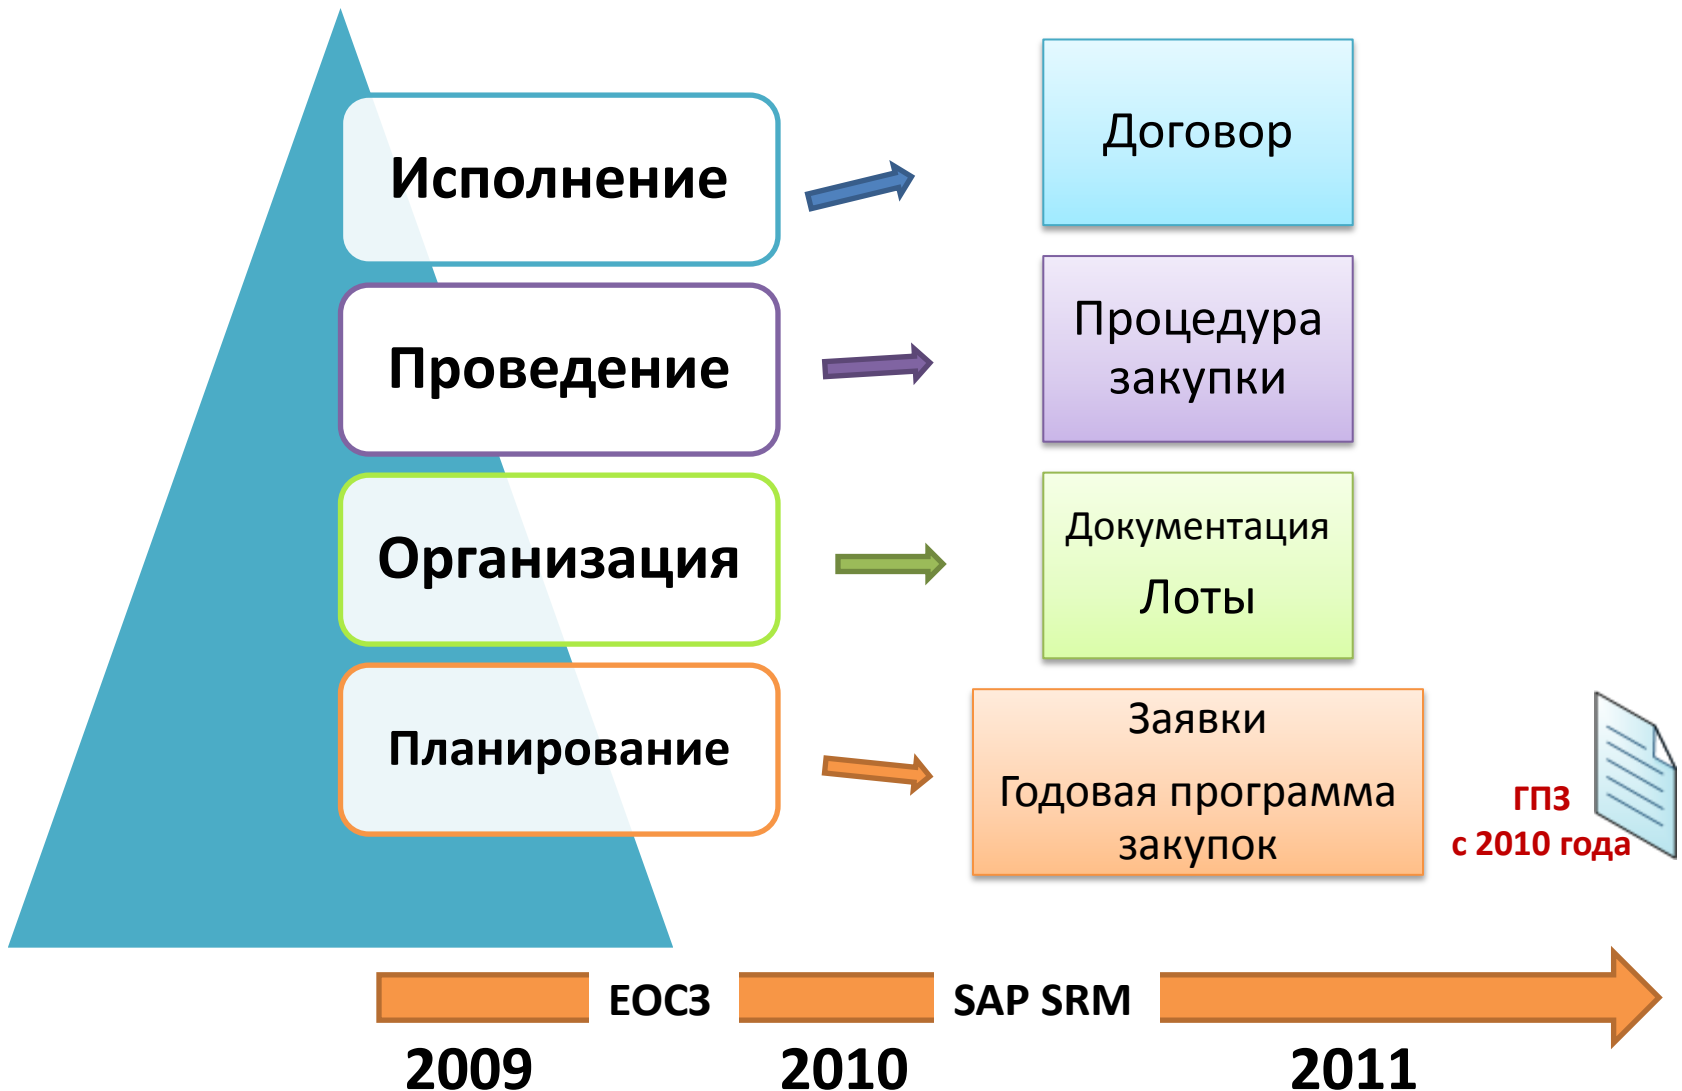 Исполнение
Договор
Проведение
Процедура
закупки
Организация
Документация
Лоты
Планирование
Заявки
Годовая программа
закупок
ГПЗ
с 2010 года
ЕОСЗ
SAP SRM
2009
2010
2011